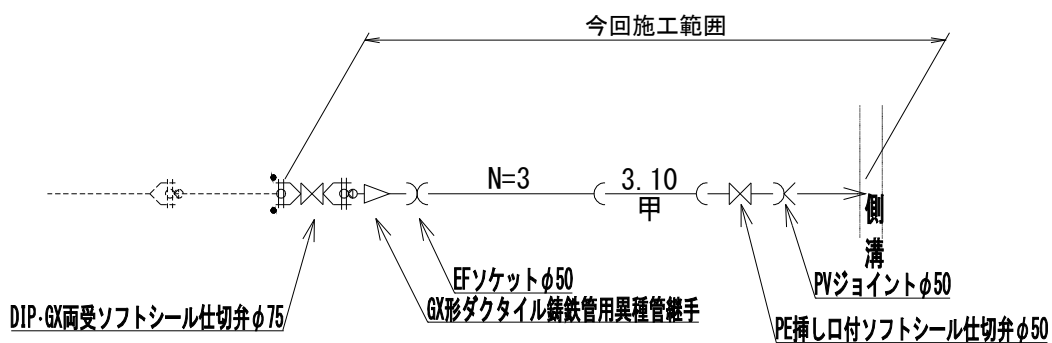 今回施工範囲
N=3
3.10
甲
側
溝
EFソケットφ50
PVジョイントφ50
GX形ダクタイル鋳鉄管用異種管継手
DIP・GX両受ソフトシール仕切弁φ75
PE挿し口付ソフトシール仕切弁φ50